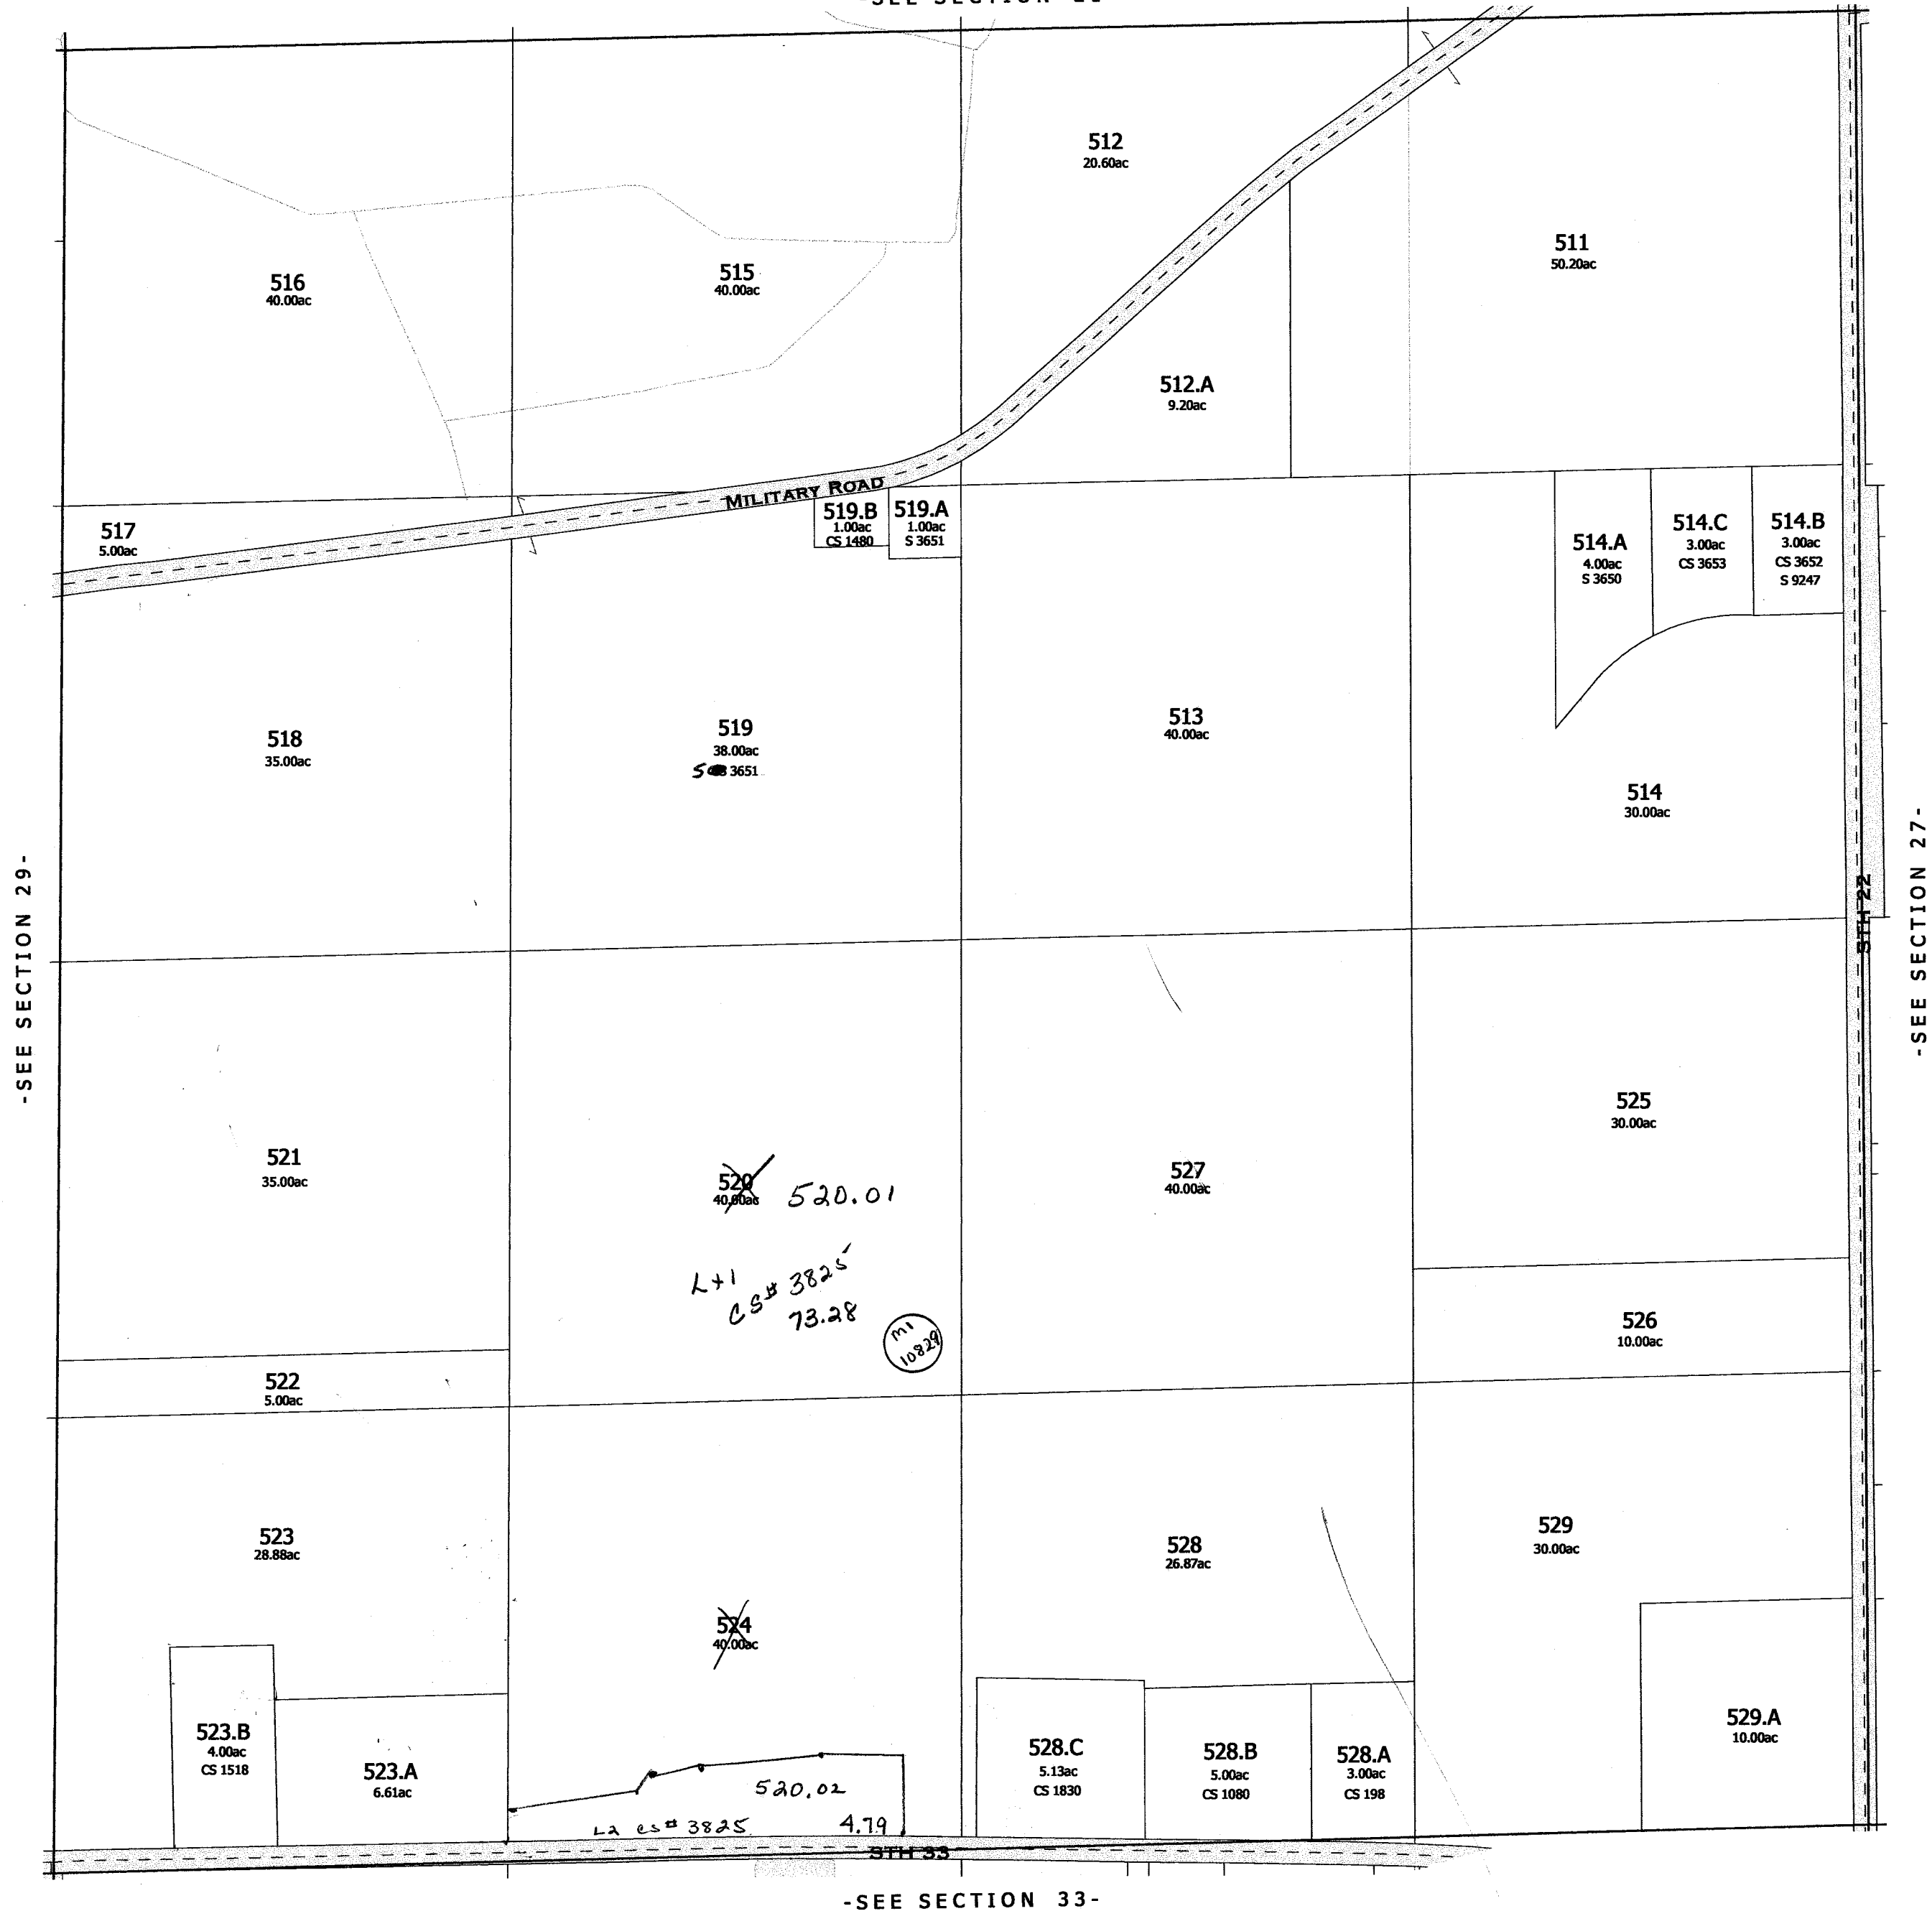 -SEE SECTION
512
20.60ac
511
50.20ac
516
40.00ac
515
40.00ac
512.A
9.20ac
MILITARY ROAD
517
5.00ac
519.B
1.00ac
CS 1480
519.A
1.00ac
S 3651
514.A
4.00ac
S 3650
514.C
3.00ac
CS 3653
514.B
3.00ac
CS 3652
S 9247
518
35.00ac
519
38.00ac
S 3651
513
40.00ac
514
30.00ac
-SEE SECTION 29-
STH 22
-SEE SECTION 27-
521
35.00ac
520
40.00ac
520.01
Lt 1
CS# 3825
73.28
M1
10829
527
40.00ac
525
30.00ac
526
10.00ac
522
5.00ac
523
28.88ac
524
40.00ac
528
26.87ac
529
30.00ac
523.B
4.00ac
CS 1518
523.A
6.61ac
520.02
L2 CS# 3825
4.79
528.C
5.13ac
CS 1830
528.B
5.00ac
CS 1080
528.A
3.00ac
CS 198
529.A
10.00ac
STH 33
-SEE SECTION 33-